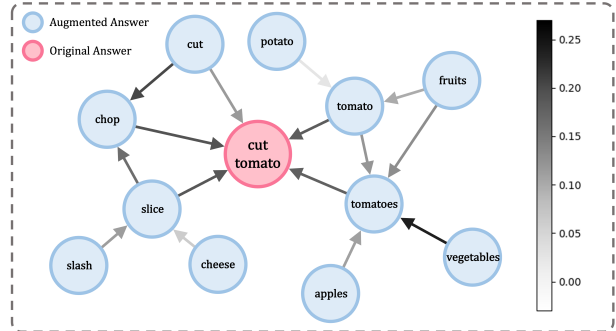 Augmented Answer
Original Answer
cut
potato
fruits
chop
tomato
cut
tomato
slice
tomatoes
slash
cheese
apples
vegetables
0.25
0.20
0.15
0.10
0.05
0.00